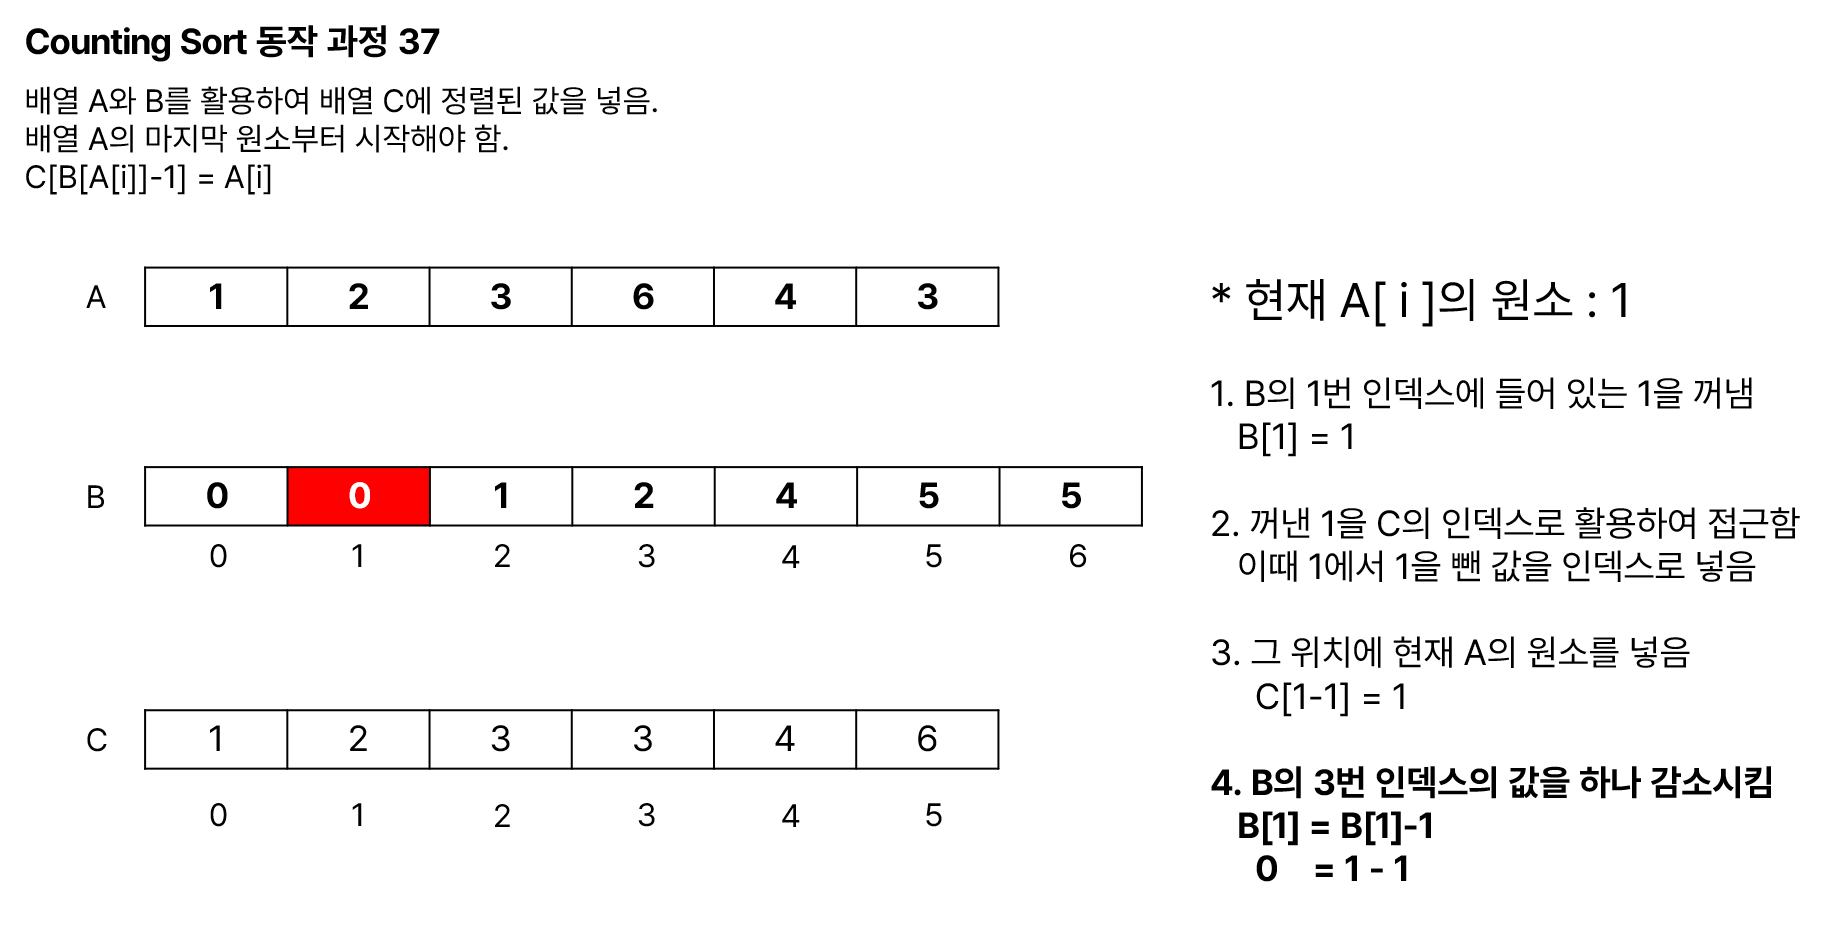 Counting Sort 동작 과정 37
배열 A와 B를 활용하여 배열 C에 정렬된 값을 넣음.
배열 A의 마지막 원소부터 시작해야 함.
C[B[A[i]]-1] = A[i]
A 1 2 3 6 4 3
B 0 0 1 2 4 5 5
0 1 2 3 4 5 6
C 1 2 3 3 4 6
0 1 2 3 4 5
* 현재 A[ i ]의 원소 : 1
1. B의 1번 인덱스에 들어 있는 1을 꺼냄
B[1] = 1
2. 꺼낸 1을 C의 인덱스로 활용하여 접근함
이때 1에서 1을 뺀 값을 인덱스로 넣음
3. 그 위치에 현재 A의 원소를 넣음
C[1-1] = 1
4. B의 3번 인덱스의 값을 하나 감소시킴
B[1] = B[1]-1
0 = 1 - 1